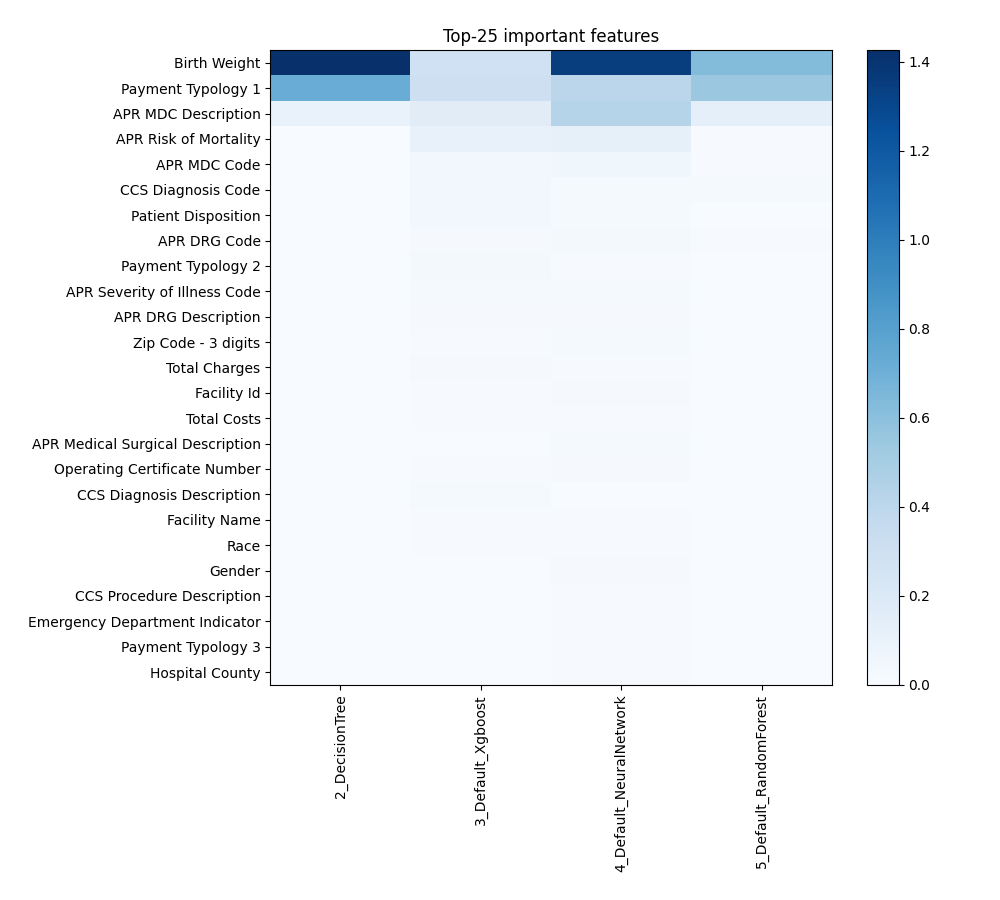 Top-25 important features
Birth Weight
Payment Typology 1
APR MDC Description
APR Risk of Mortality
APR MDC Code
CCS Diagnosis Code
Patient Disposition
APR DRG Code
Payment Typology 2
APR Severity of Illness Code
APR DRG Description
Zip Code - 3 digits
Total Charges
Facility Id
Total Costs
APR Medical Surgical Description
Operating Certificate Number
CCS Diagnosis Description
Facility Name
Race
Gender
CCS Procedure Description
Emergency Department Indicator
Payment Typology 3
Hospital County
2_DecisionTree
3_Default_Xgboost
4_Default_NeuralNetwork
5_Default_RandomForest
1.4
1.2
1.0
0.8
0.6
0.4
0.2
0.0